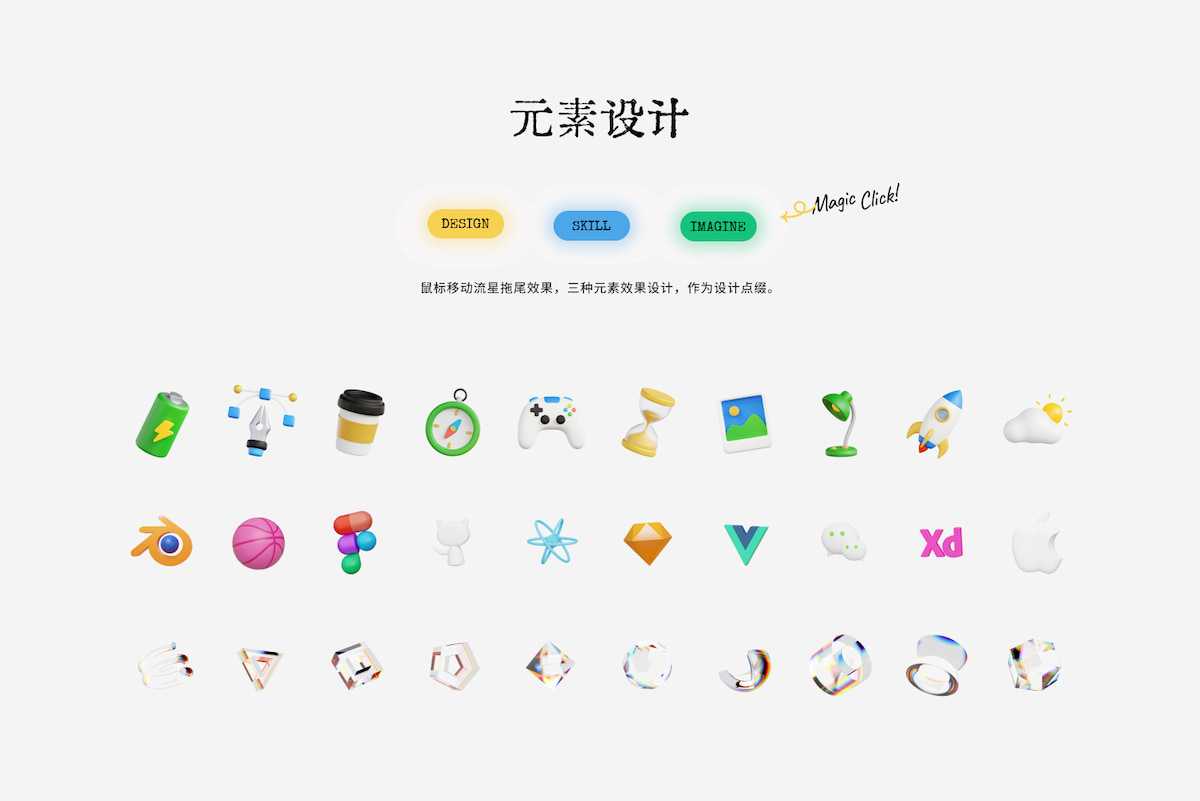 元素设计
DESIGN
SKILL
IMAGINE
Magic Click!
鼠标移动流星拖尾效果，三种元素效果设计，作为设计点缀。
Xd